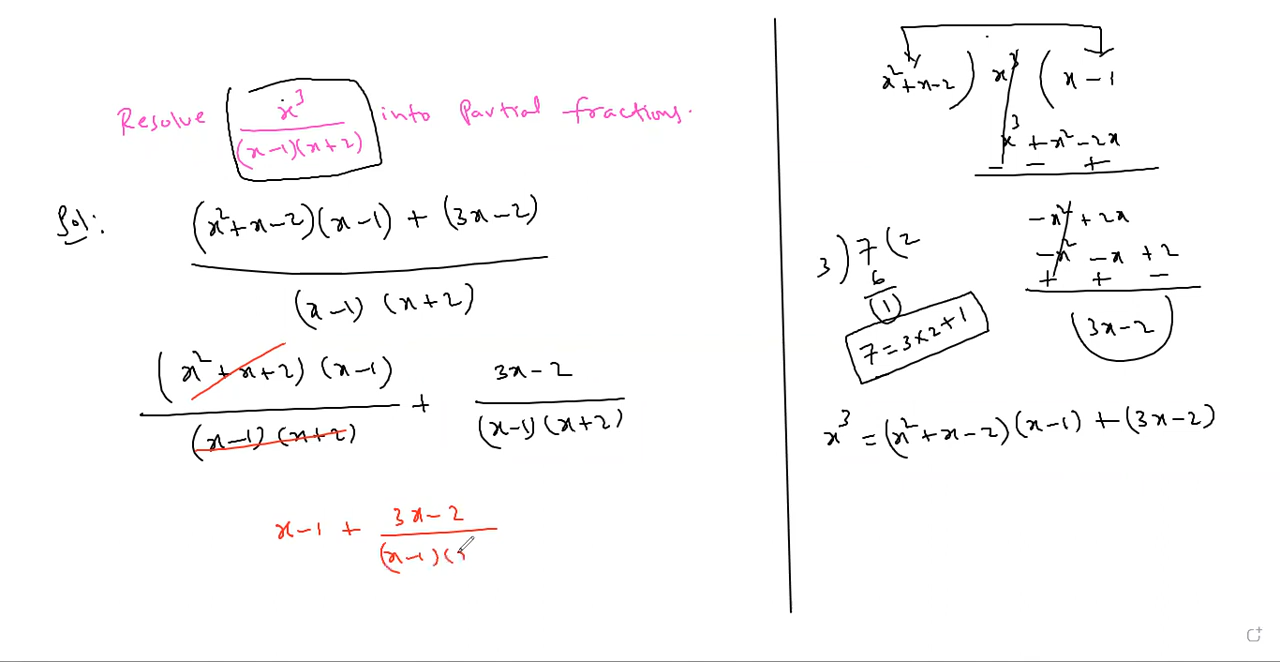 Resolve x³/(x-1)(x+2) into Partial fractions.
Sol:
(x²+x-2)(x-1) + (3x-2)
(x-1) (x+2)
(x²+x+2) (x-1) + 3x-2
(x-1) (x+2) (x-1) (x+2)
x-1 + 3x-2
(x-1)(
x²+x-2) x³ (x-1
x³+x²-2x
- - +
-x²+2x
-x² -x +2
+ + -
(3x-2)
3) 7 (2
6
(1)
7=3×2+1
x³ = (x²+x-2)(x-1) + (3x-2)